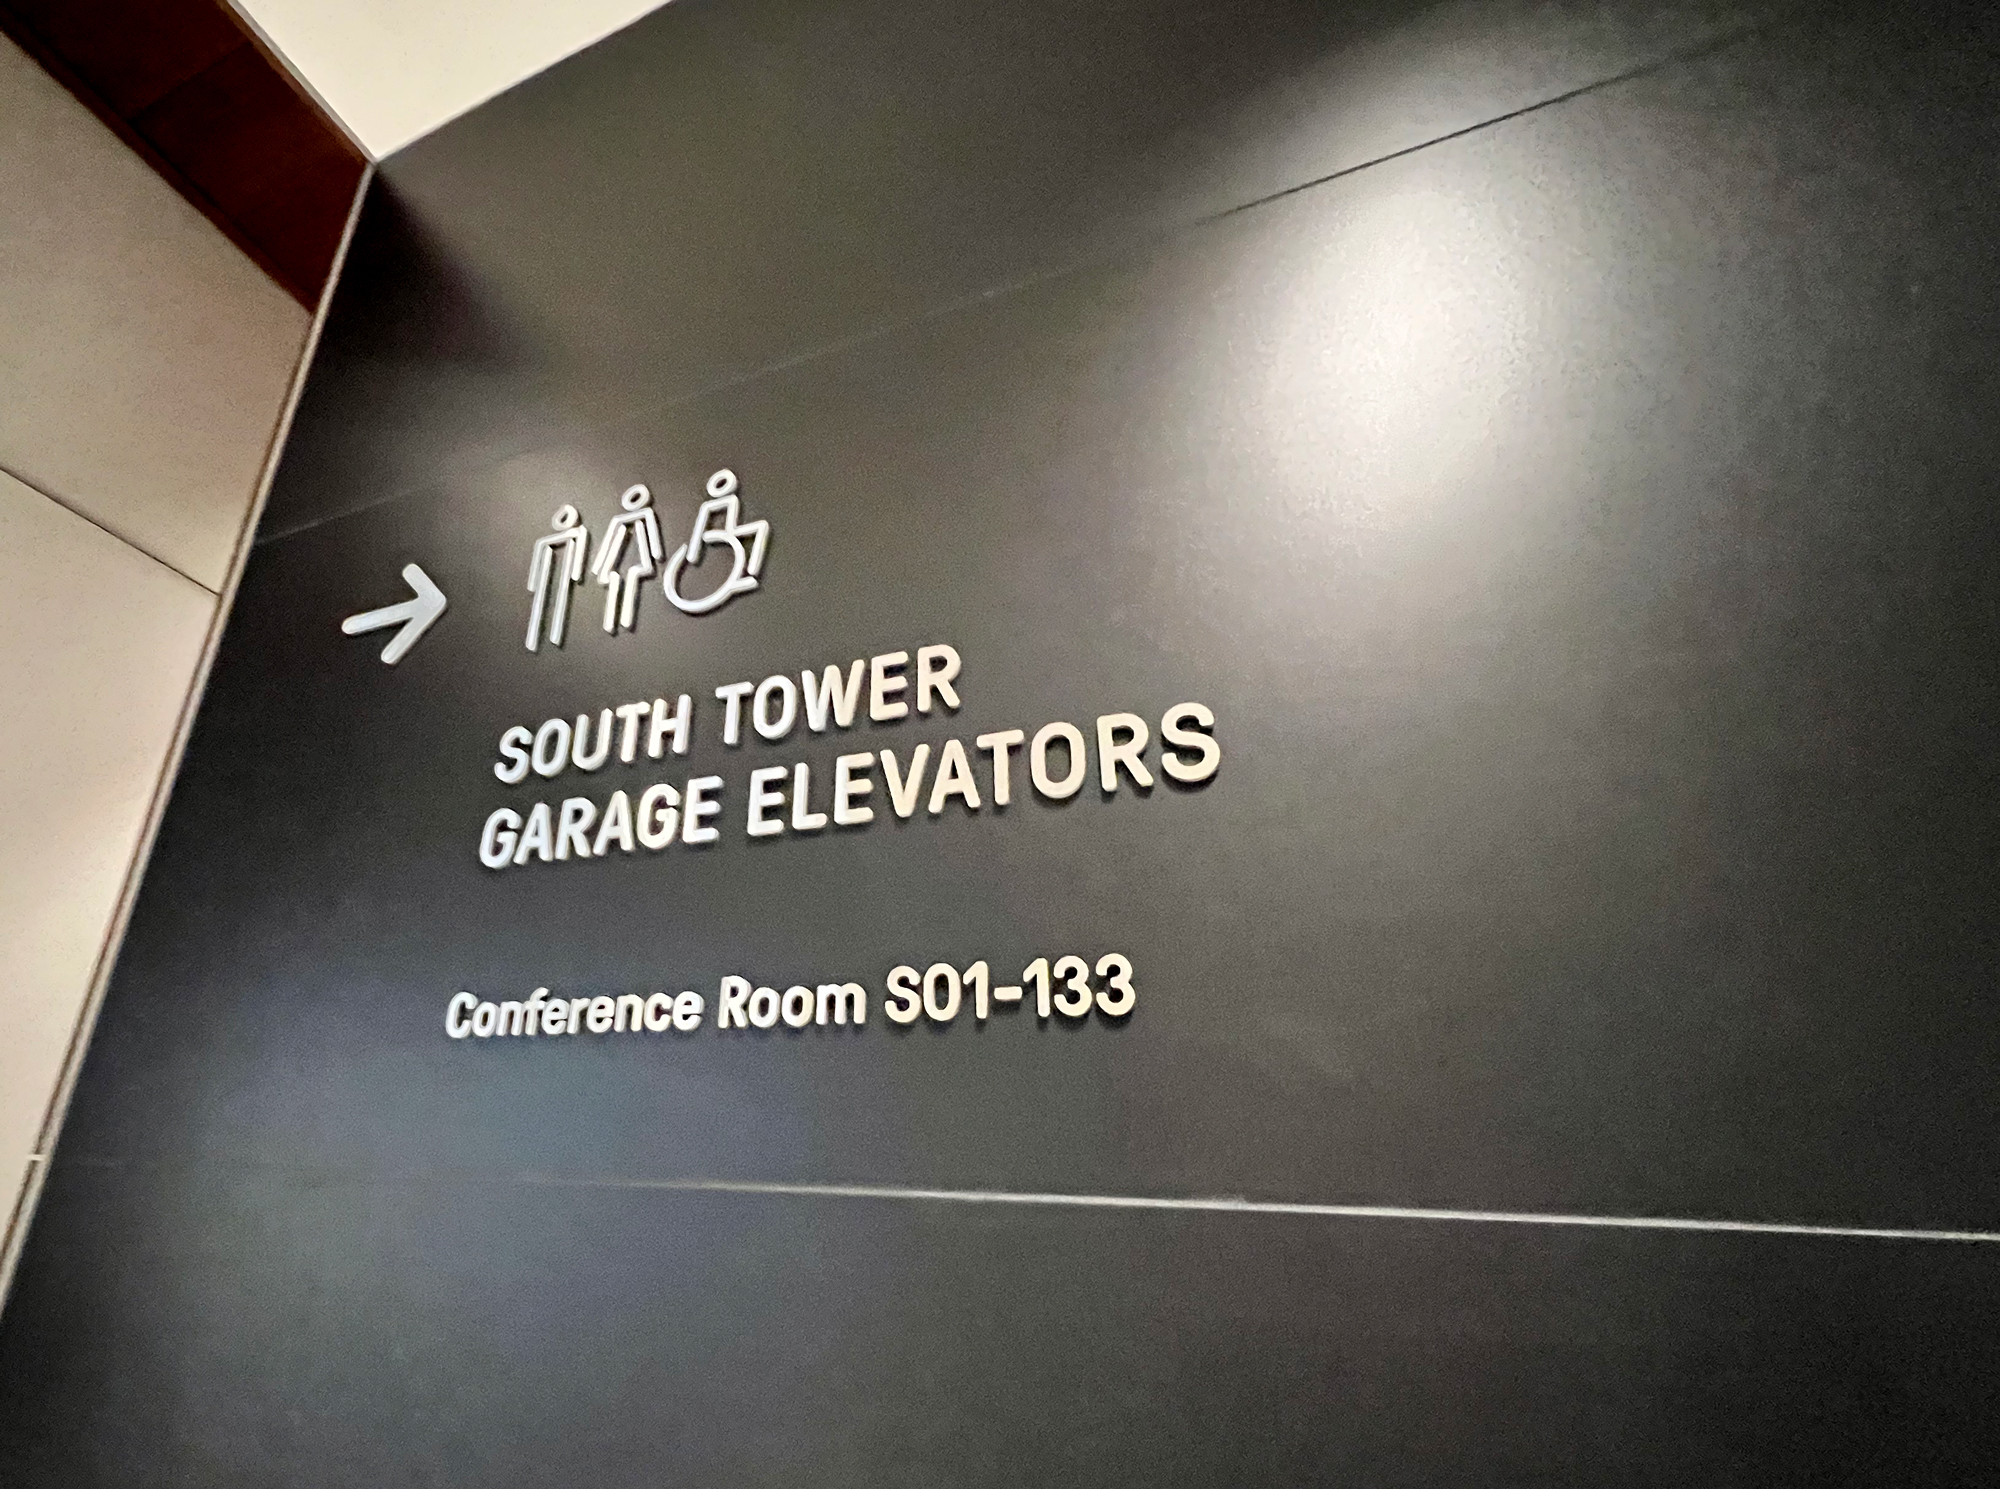 SOUTH TOWER
GARAGE ELEVATORS
Conference Room S01-133